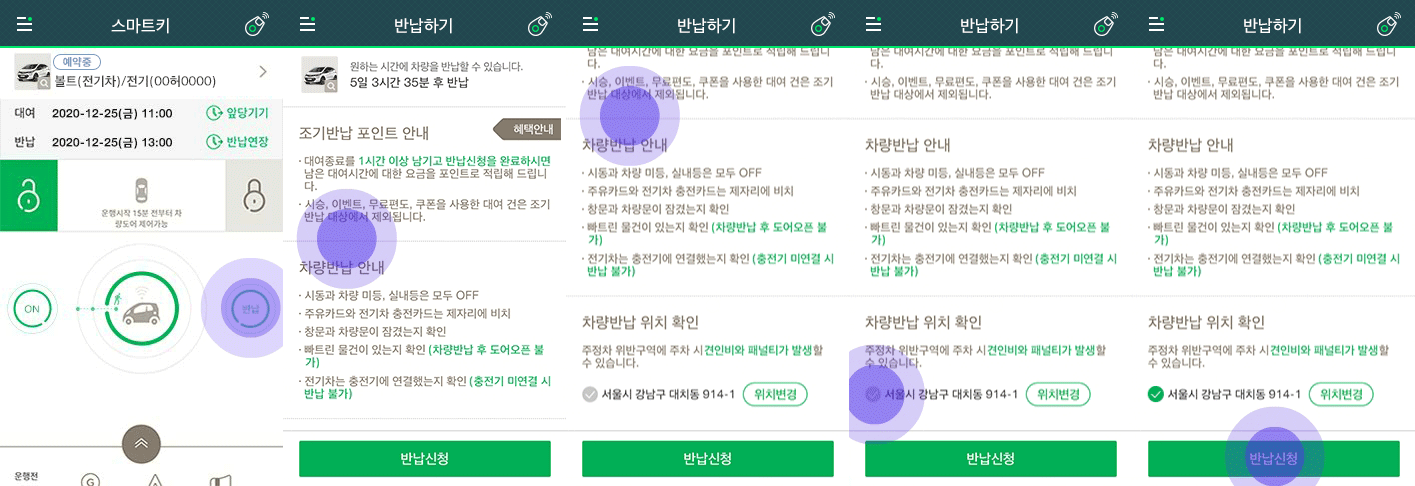 스마트키
예약중
볼트(전기차)/전기(00허0000)
대여 2020-12-25(금) 11:00 앞당기기
반납 2020-12-25(금) 13:00 반납연장
운행시작 15분 전부터 차
량도어 제어가능
ON
반납
운행전
G
반납하기
원하는 시간에 차량을 반납할 수 있습니다.
5일 3시간 35분 후 반납
조기반납 포인트 안내
혜택안내
· 대여종료를 1시간 이상 남기고 반납신청을 완료하시면
남은 대여시간에 대한 요금을 포인트로 적립해 드립니
다.
· 시승, 이벤트, 무료편도, 쿠폰을 사용한 대여 건은 조기
반납 대상에서 제외됩니다.
차량반납 안내
· 시동과 차량 미등, 실내등은 모두 OFF
· 주유카드와 전기차 충전카드는 제자리에 비치
· 창문과 차량문이 잠겼는지 확인
· 빠트린 물건이 있는지 확인 (차량반납 후 도어오픈 불
가)
· 전기차는 충전기에 연결했는지 확인 (충전기 미연결 시
반납 불가)
반납신청
반납하기
남은 대여시간에 대한 요금을 포인트로 적립해 드립니
다.
· 시승, 이벤트, 무료편도, 쿠폰을 사용한 대여 건은 조기
반납 대상에서 제외됩니다.
차량반납 안내
· 시동과 차량 미등, 실내등은 모두 OFF
· 주유카드와 전기차 충전카드는 제자리에 비치
· 창문과 차량문이 잠겼는지 확인
· 빠트린 물건이 있는지 확인 (차량반납 후 도어오픈 불
가)
· 전기차는 충전기에 연결했는지 확인 (충전기 미연결 시
반납 불가)
차량반납 위치 확인
주정차 위반구역에 주차 시 견인비와 패널티가 발생할
수 있습니다.
서울시 강남구 대치동 914-1 위치변경
반납신청
반납하기
남은 대여시간에 대한 요금을 포인트로 적립해 드립니
다.
· 시승, 이벤트, 무료편도, 쿠폰을 사용한 대여 건은 조기
반납 대상에서 제외됩니다.
차량반납 안내
· 시동과 차량 미등, 실내등은 모두 OFF
· 주유카드와 전기차 충전카드는 제자리에 비치
· 창문과 차량문이 잠겼는지 확인
· 빠트린 물건이 있는지 확인 (차량반납 후 도어오픈 불
가)
· 전기차는 충전기에 연결했는지 확인 (충전기 미연결 시
반납 불가)
차량반납 위치 확인
주정차 위반구역에 주차 시 견인비와 패널티가 발생할
수 있습니다.
서울시 강남구 대치동 914-1 위치변경
반납신청
반납하기
남은 대여시간에 대한 요금을 포인트로 적립해 드립니
다.
· 시승, 이벤트, 무료편도, 쿠폰을 사용한 대여 건은 조기
반납 대상에서 제외됩니다.
차량반납 안내
· 시동과 차량 미등, 실내등은 모두 OFF
· 주유카드와 전기차 충전카드는 제자리에 비치
· 창문과 차량문이 잠겼는지 확인
· 빠트린 물건이 있는지 확인 (차량반납 후 도어오픈 불
가)
· 전기차는 충전기에 연결했는지 확인 (충전기 미연결 시
반납 불가)
차량반납 위치 확인
주정차 위반구역에 주차 시 견인비와 패널티가 발생할
수 있습니다.
서울시 강남구 대치동 914-1 위치변경
반납신청